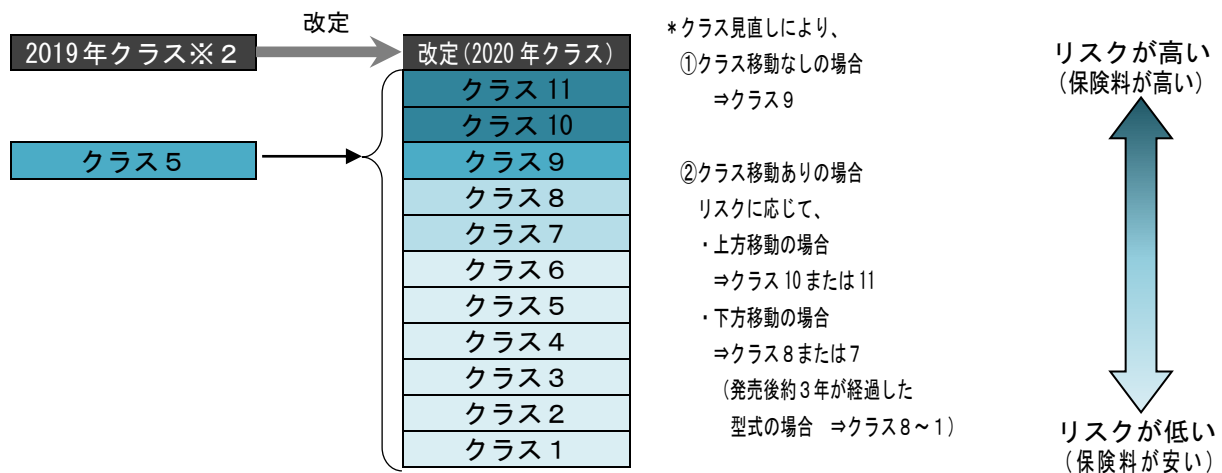 改定
2019年クラス※2
改定(2020年クラス)
クラス5
クラス11
クラス10
クラス9
クラス8
クラス7
クラス6
クラス5
クラス4
クラス3
クラス2
クラス1
*クラス見直しにより、
①クラス移動なしの場合
⇒クラス9
②クラス移動ありの場合
リスクに応じて、
・上方移動の場合
⇒クラス10または11
・下方移動の場合
⇒クラス8または7
(発売後約3年が経過した
型式の場合 ⇒クラス8~1)
リスクが高い
(保険料が高い)
リスクが低い
(保険料が安い)